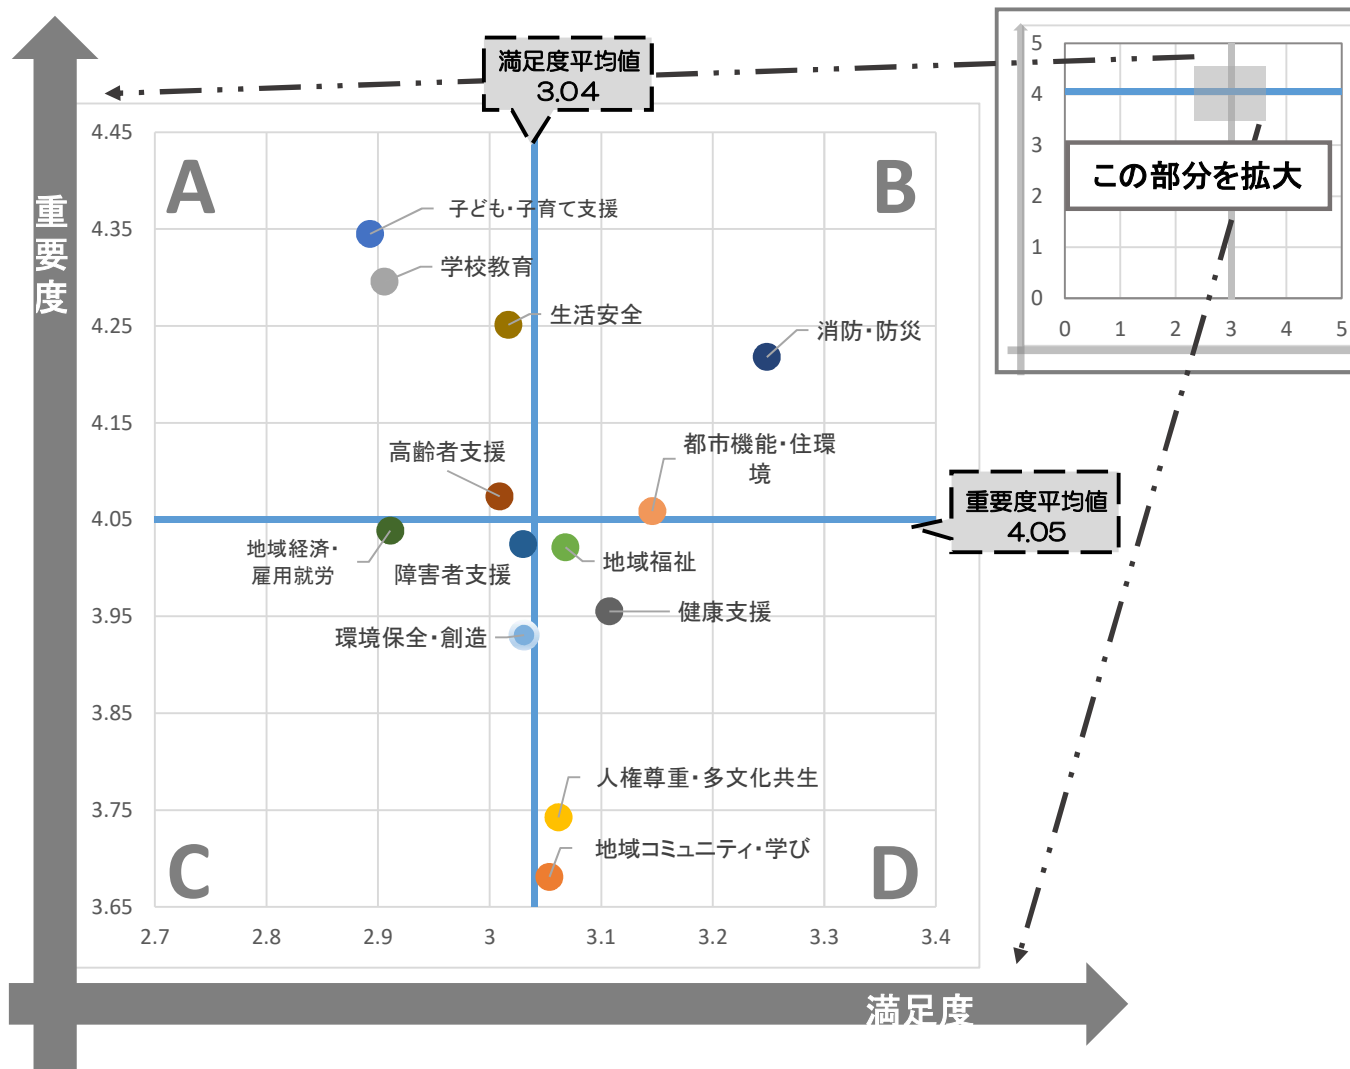 満足度平均値
3.04
5
4
3
2
1
0
0 1 2 3 4 5
この部分を拡大
重要度
4.45
4.35
4.25
4.15
4.05
3.95
3.85
3.75
3.65
A
B
子ども・子育て支援
学校教育
生活安全
消防・防災
高齢者支援
都市機能・住環
境
重要度平均値
4.05
地域経済・
雇用就労
障害者支援
地域福祉
健康支援
環境保全・創造
人権尊重・多文化共生
地域コミュニティ・学び
C
D
2.7 2.8 2.9 3 3.1 3.2 3.3 3.4
満足度